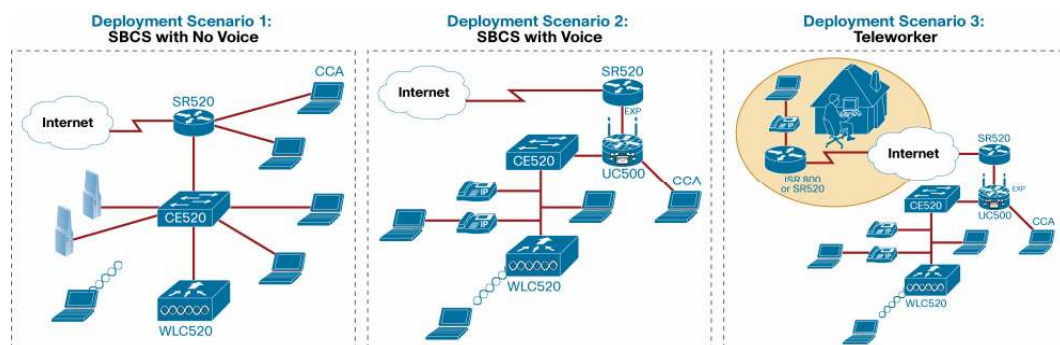 Deployment Scenario 1:
SBCS with No Voice
CCA
SR520
Internet
CE520
WLC520
Deployment Scenario 2:
SBCS with Voice
SR520
Internet
EXP
CE520
UC500
CCA
IP
IP
WLC520
Deployment Scenario 3:
Teleworker
SR520
Internet
ISR 800
or SR520
EXP
CE520
UC500
CCA
WLC520